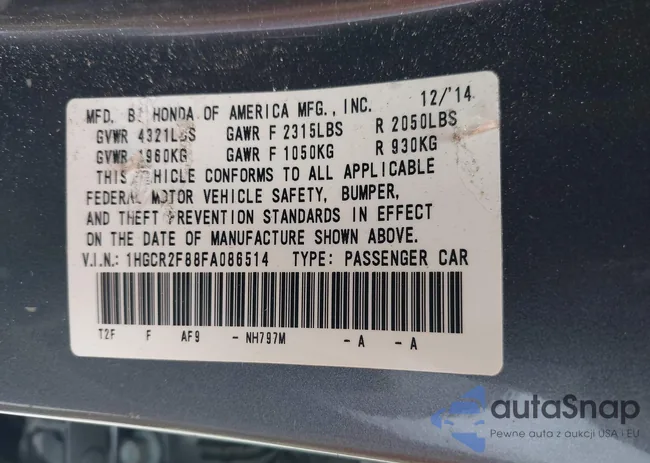 MFD. BY HONDA OF AMERICA MFG., INC. 12/'14
GVWR 4321LBS GAWR F 2315LBS R 2050LBS
GVWR 1960KG GAWR F 1050KG R 930KG
THIS VEHICLE CONFORMS TO ALL APPLICABLE
FEDERAL MOTOR VEHICLE SAFETY, BUMPER,
AND THEFT PREVENTION STANDARDS IN EFFECT
ON THE DATE OF MANUFACTURE SHOWN ABOVE.
V.I.N.: 1HGCR2F88FA086514 TYPE: PASSENGER CAR
T2F F AF9 - NH797M - A - A
autaSnap
Pewne auta z aukcji USA i EU